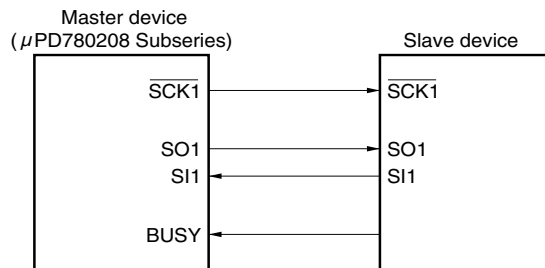 Master device
(μPD780208 Subseries)
Slave device
SCK1
SCK1
SO1
SO1
SI1
SI1
BUSY